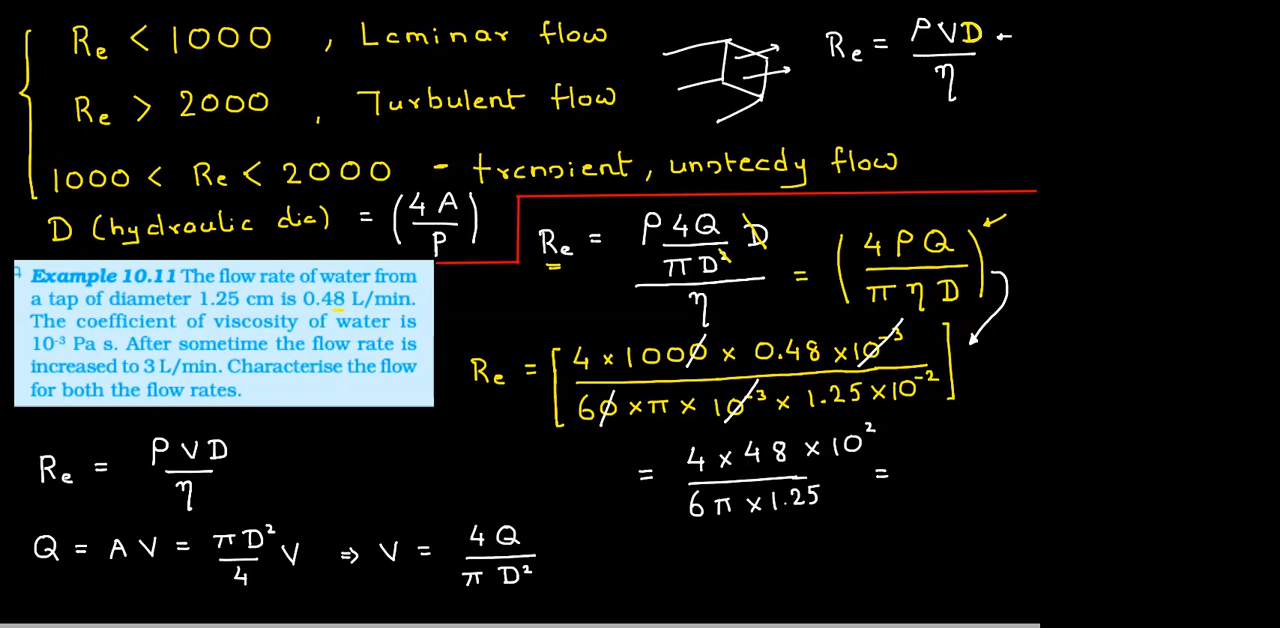 Re < 1000 , Laminar flow
Re = ρVD/η
Re > 2000 , Turbulent flow
1000 < Re < 2000 - transient, unsteady flow
D (hydraulic dia) = (4A/P)
Re = ρ 4Q/πD² D / η = (4ρQ/πηD)
Example 10.11 The flow rate of water from
a tap of diameter 1.25 cm is 0.48 L/min.
The coefficient of viscosity of water is
10⁻³ Pa s. After sometime the flow rate is
increased to 3 L/min. Characterise the flow
for both the flow rates.
Re = [4 × 1000 × 0.48 × 10⁻³ / 60 × π × 10⁻³ × 1.25 × 10⁻²]
= 4 × 48 × 10² / 6π × 1.25 =
Re = ρVD/η
Q = AV = πD²/4 V ⇒ V = 4Q/πD²